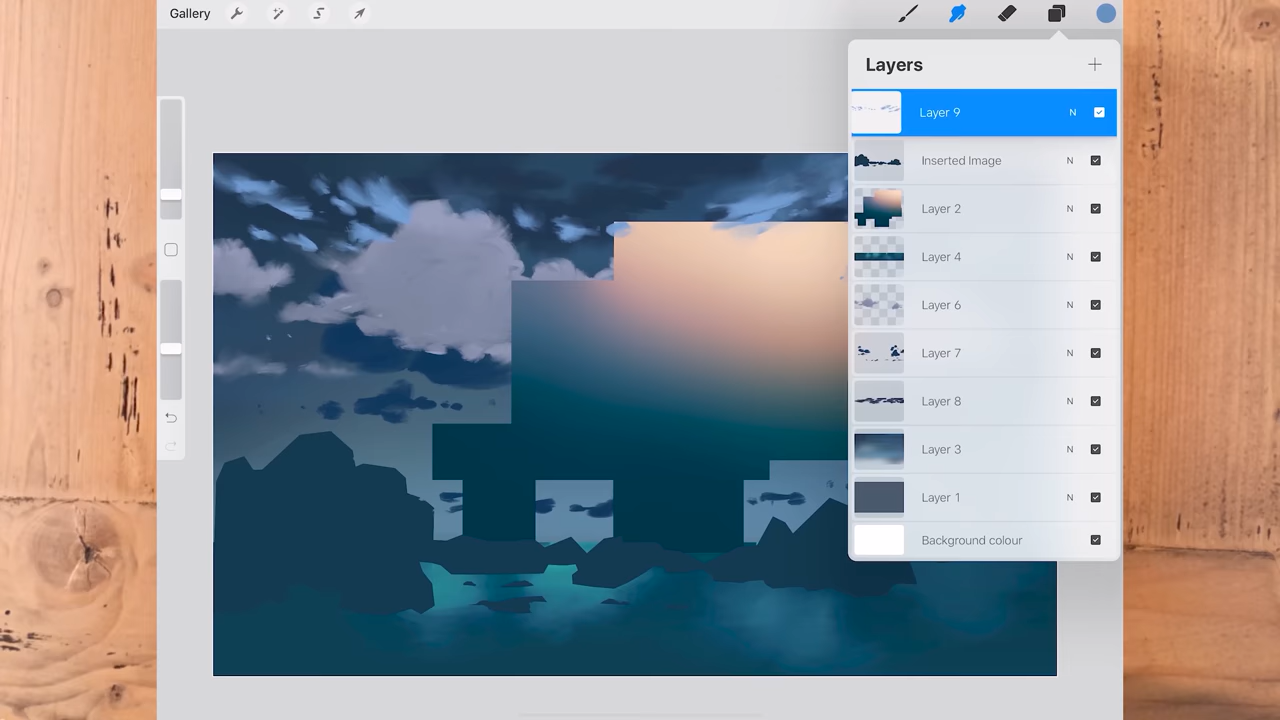 Gallery
Layers
Layer 9 N
Inserted Image N
Layer 2 N
Layer 4 N
Layer 6 N
Layer 7 N
Layer 8 N
Layer 3 N
Layer 1 N
Background colour